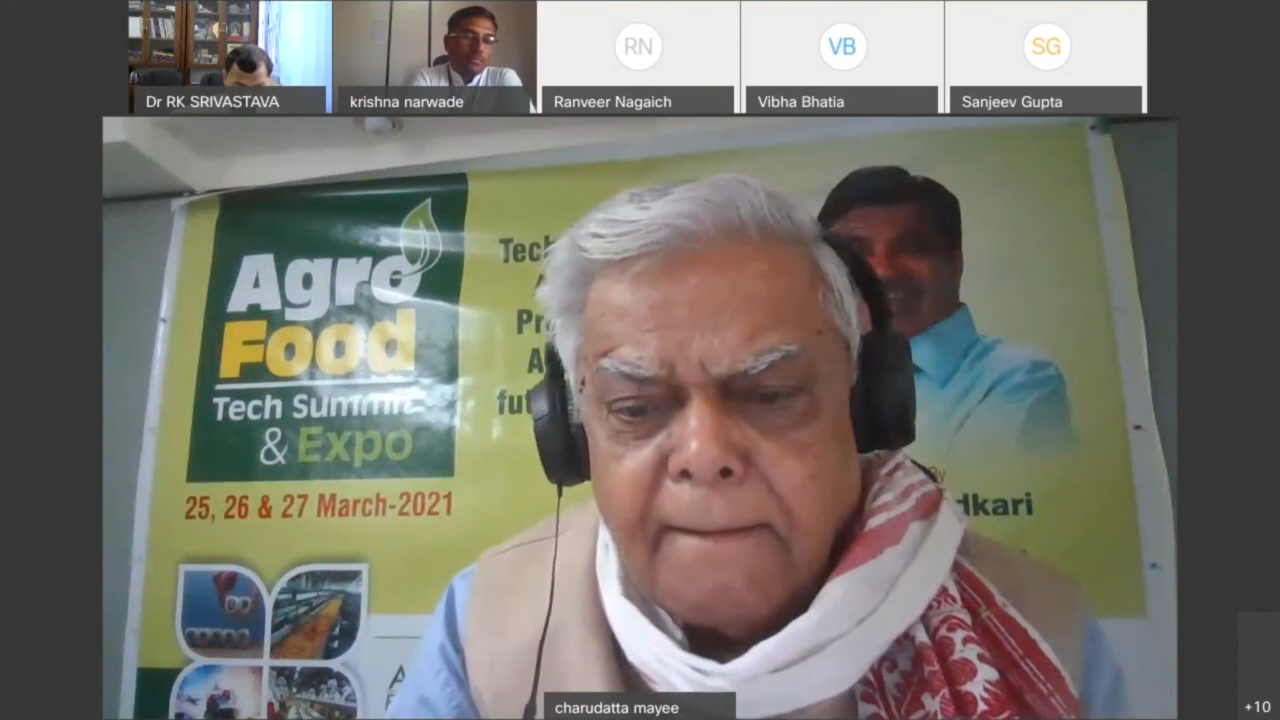 RN
VB
SG
Dr RK SRIVASTAVA
krishna narwade
Ranveer Nagaich
Vibha Bhatia
Sanjeev Gupta
Agro
Food
Tech Summit
& Expo
25, 26 & 27 March-2021
charudatta mayee
+10